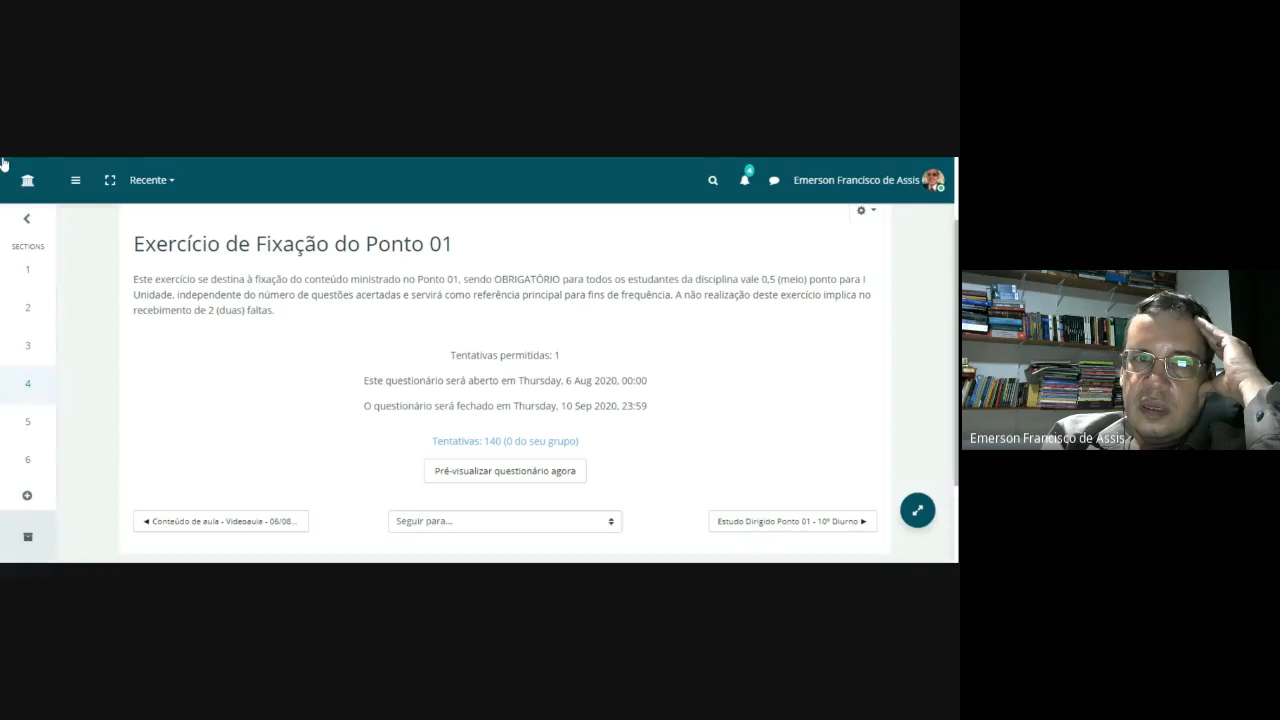 Recente
4
Emerson Francisco de Assis
SECTIONS
1
2
3
4
5
6
Exercício de Fixação do Ponto 01
Este exercício se destina à fixação do conteúdo ministrado no Ponto 01, sendo OBRIGATÓRIO para todos os estudantes da disciplina vale 0,5 (meio) ponto para I
Unidade, independente do número de questões acertadas e servirá como referência principal para fins de frequência. A não realização deste exercício implica no
recebimento de 2 (duas) faltas.
Tentativas permitidas: 1
Este questionário será aberto em Thursday, 6 Aug 2020, 00:00
O questionário será fechado em Thursday, 10 Sep 2020, 23:59
Tentativas: 140 (0 do seu grupo)
Pré-visualizar questionário agora
◄ Conteúdo de aula - Videoaula - 06/08...
Seguir para...
Estudo Dirigido Ponto 01 - 10º Diurno ►
Emerson Francisco de Assis